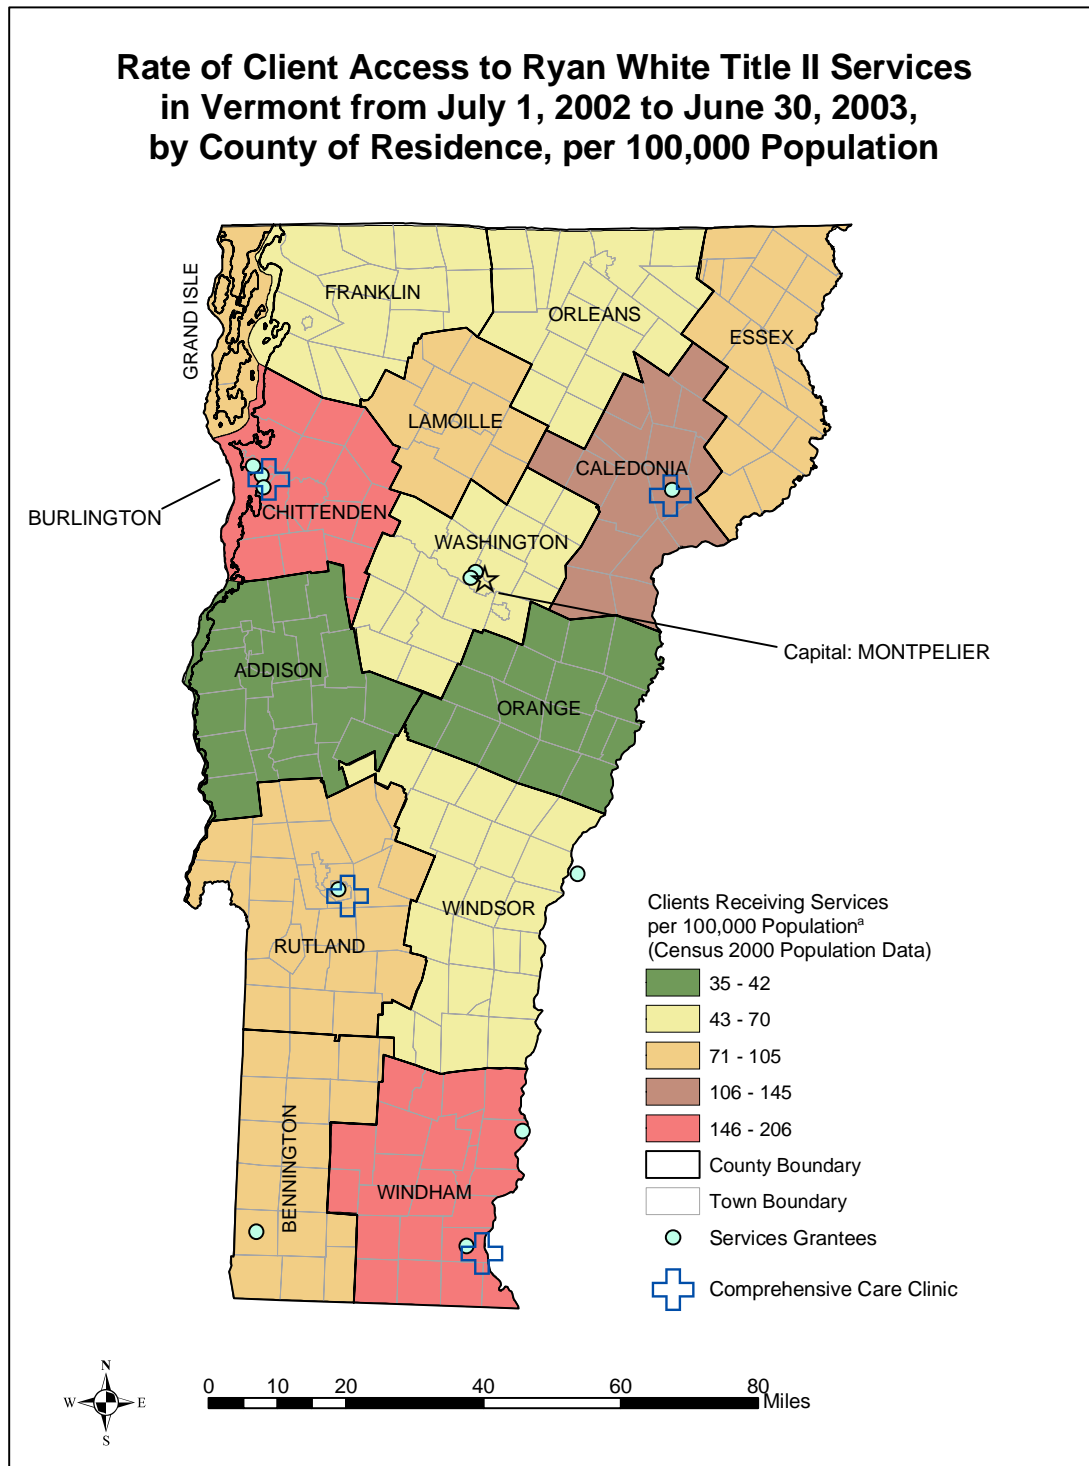 Rate of Client Access to Ryan White Title II Services
in Vermont from July 1, 2002 to June 30, 2003,
by County of Residence, per 100,000 Population
GRAND ISLE
FRANKLIN
ORLEANS
ESSEX
LAMOILLE
CALEDONIA
BURLINGTON
CHITTENDEN
WASHINGTON
Capital: MONTPELIER
ADDISON
ORANGE
WINDSOR
RUTLAND
BENNINGTON
WINDHAM
Clients Receiving Services
per 100,000 Populationᵃ
(Census 2000 Population Data)
35 - 42
43 - 70
71 - 105
106 - 145
146 - 206
County Boundary
Town Boundary
Services Grantees
Comprehensive Care Clinic
N
W E
S
0 10 20 40 60 80
Miles